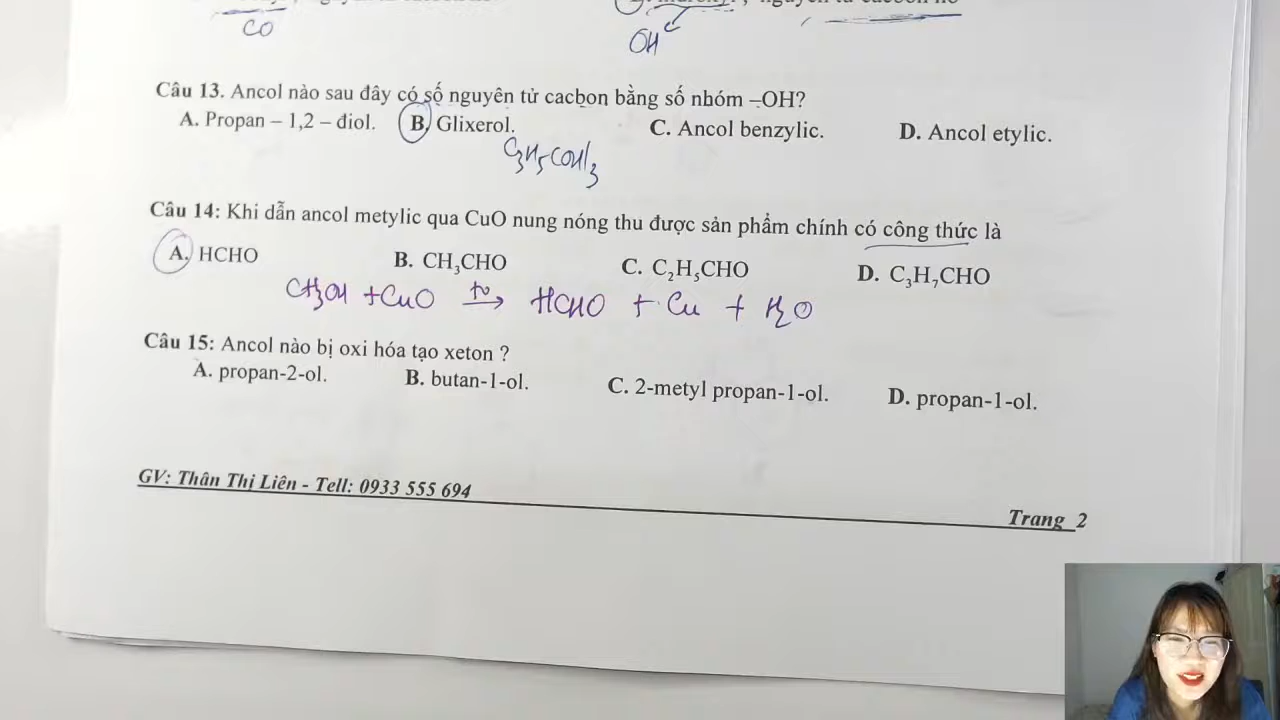 CO
OH
Câu 13. Ancol nào sau đây có số nguyên tử cacbon bằng số nhóm –OH?
A. Propan – 1,2 – điol. B. Glixerol. C. Ancol benzylic. D. Ancol etylic.
C3H5(OH)3
Câu 14: Khi dẫn ancol metylic qua CuO nung nóng thu được sản phẩm chính có công thức là
A. HCHO B. CH₃CHO C. C₂H₅CHO D. C₃H₇CHO
CH3OH + CuO t⁰→ HCHO + Cu + H2O
Câu 15: Ancol nào bị oxi hóa tạo xeton ?
A. propan-2-ol. B. butan-1-ol. C. 2-metyl propan-1-ol. D. propan-1-ol.
GV: Thân Thị Liên - Tell: 0933 555 694
Trang 2